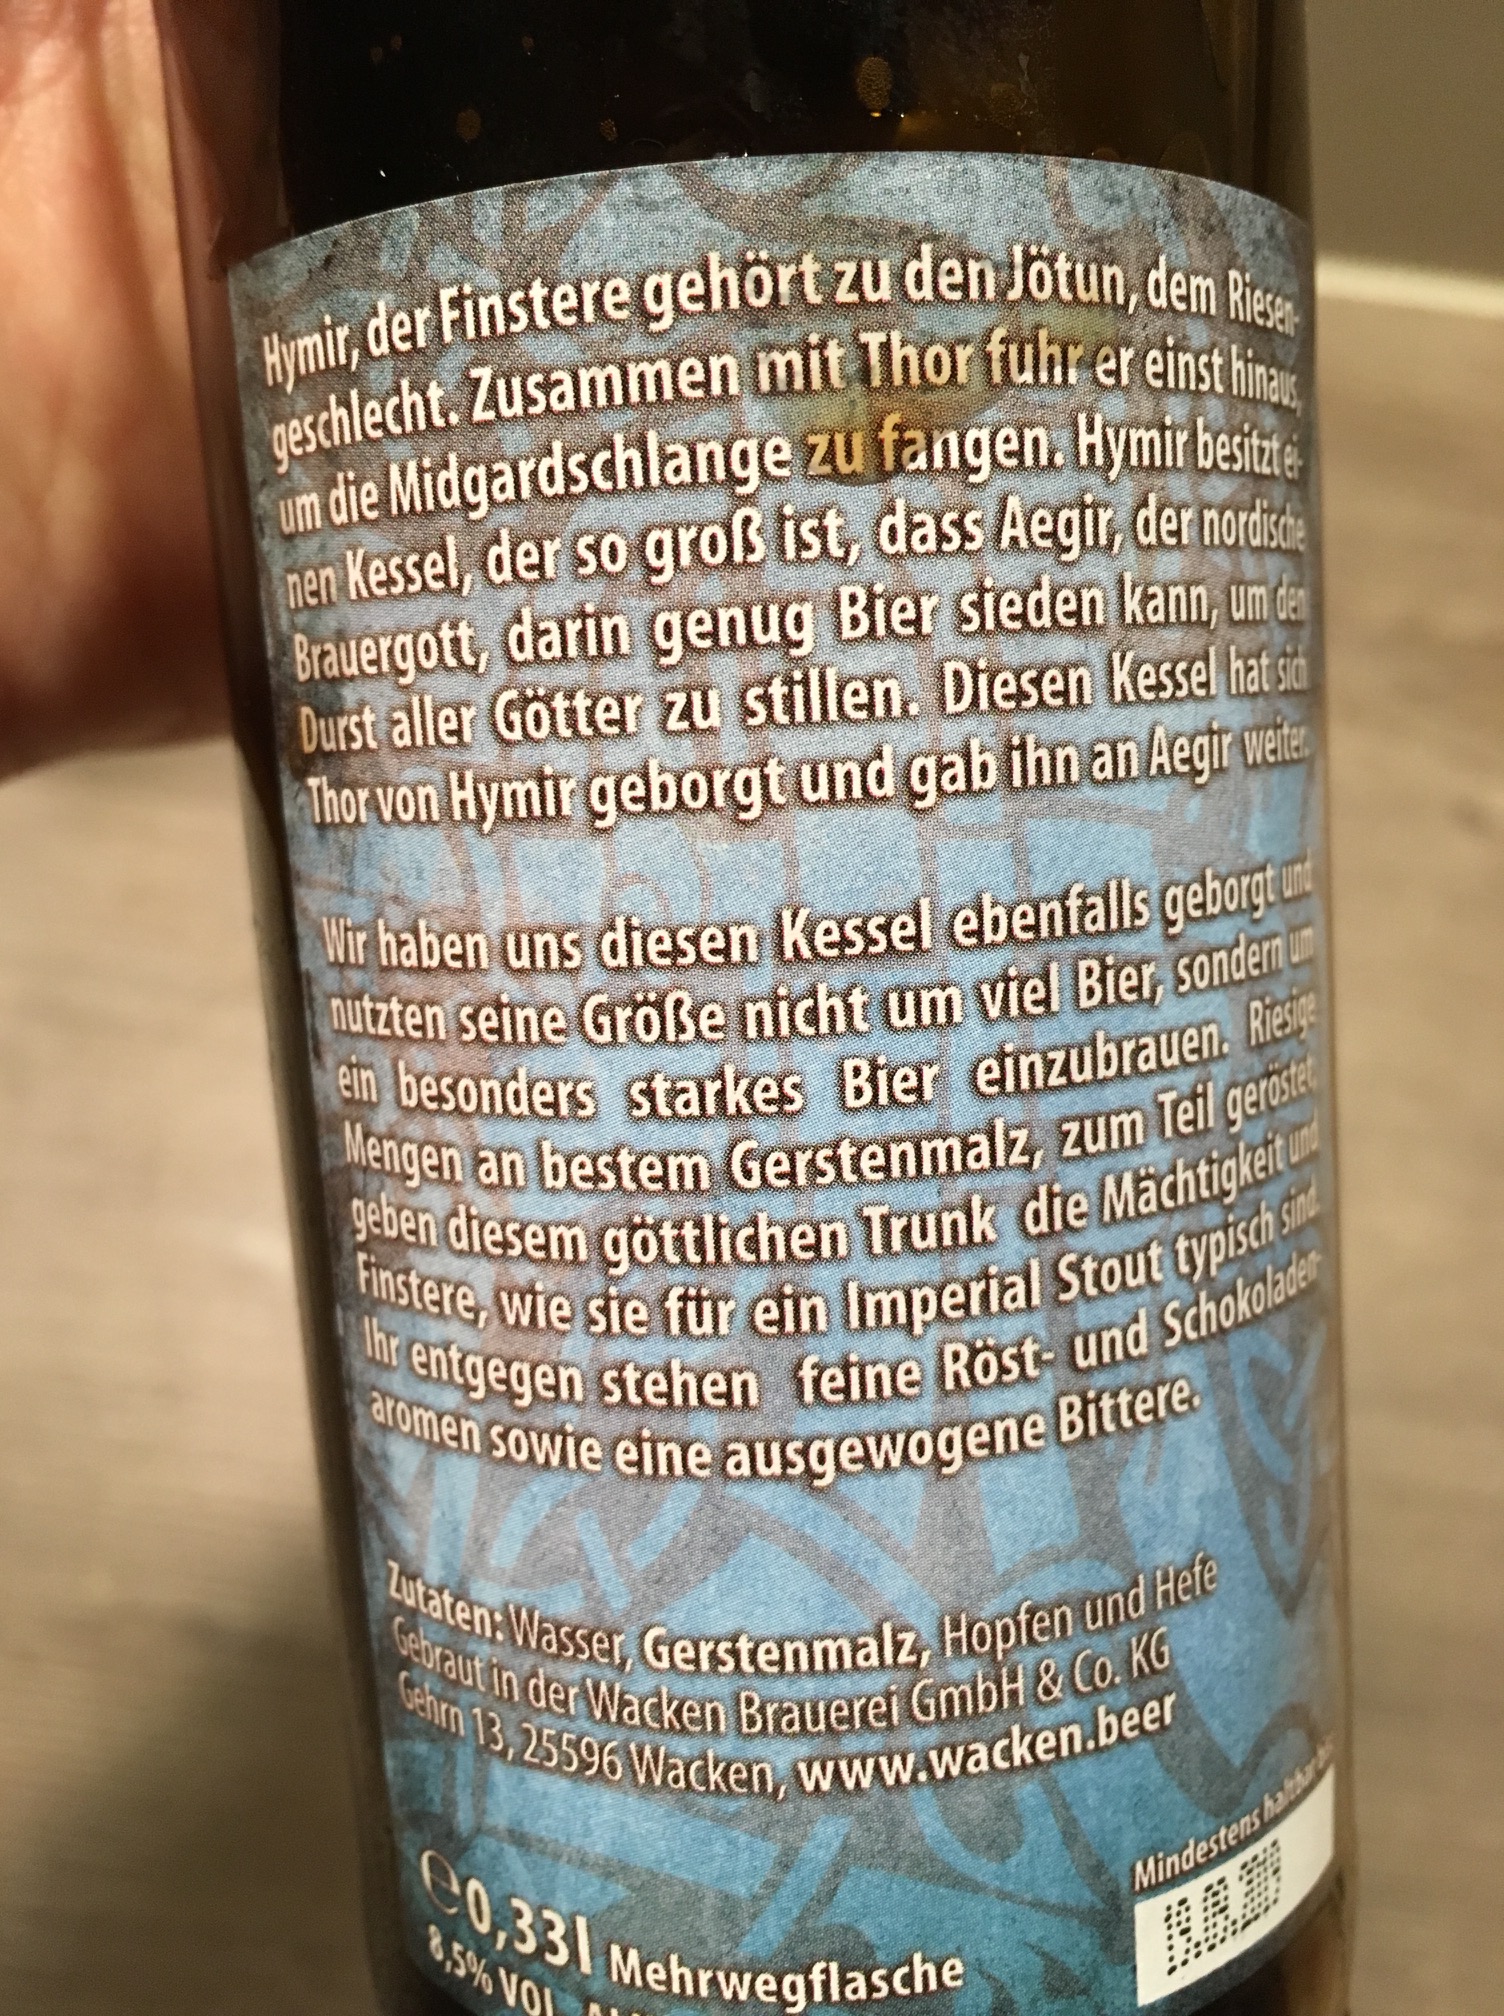 Hymir, der Finstere gehört zu den Jötun, dem Riesen-
geschlecht. Zusammen mit Thor fuhr er einst hinaus,
um die Midgardschlange zu fangen. Hymir besitzt ei-
nen Kessel, der so groß ist, dass Aegir, der nordische
Brauergott, darin genug Bier sieden kann, um den
Durst aller Götter zu stillen. Diesen Kessel hat sich
Thor von Hymir geborgt und gab ihn an Aegir weiter.
Wir haben uns diesen Kessel ebenfalls geborgt und
nutzten seine Größe nicht um viel Bier, sondern um
ein besonders starkes Bier einzubrauen. Riesige
Mengen an bestem Gerstenmalz, zum Teil geröstet,
geben diesem göttlichen Trunk die Mächtigkeit und
Finstere, wie sie für ein Imperial Stout typisch sind.
Ihr entgegen stehen feine Röst- und Schokoladen-
aromen sowie eine ausgewogene Bittere.
Zutaten: Wasser, Gerstenmalz, Hopfen und Hefe
Gebraut in der Wacken Brauerei GmbH & Co. KG
Gehrn 13, 25596 Wacken, www.wacken.beer
Mindestens haltbar bis:
℮0,33l Mehrwegflasche
8,5% VOL.